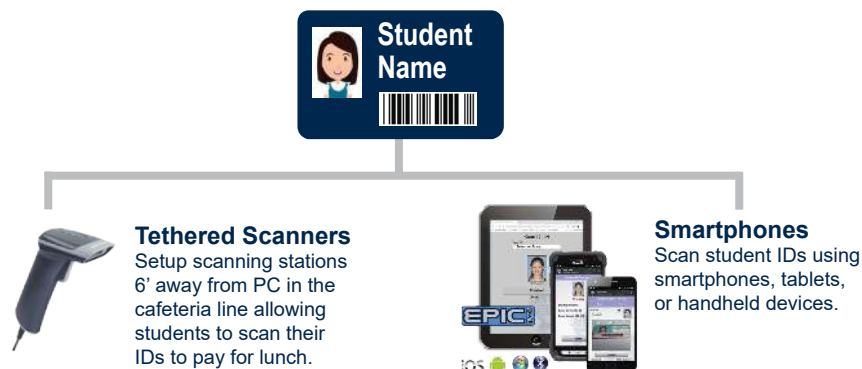 Student
Name
Tethered Scanners
Setup scanning stations
6’ away from PC in the
cafeteria line allowing
students to scan their
IDs to pay for lunch.
EPIC
iOS
Smartphones
Scan student IDs using
smartphones, tablets,
or handheld devices.